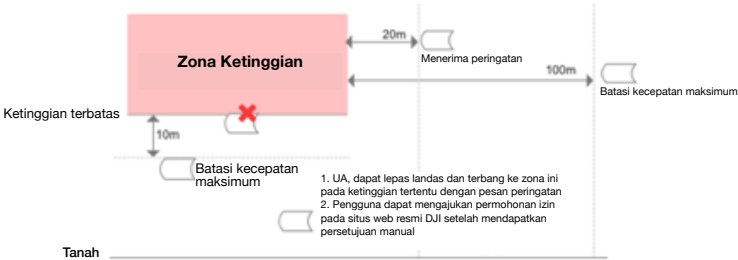 20m
Menerima peringatan
Zona Ketinggian
100m
Batasi kecepatan maksimum
Ketinggian terbatas
10m
Batasi kecepatan
maksimum
1. UA, dapat lepas landas dan terbang ke zona ini
pada ketinggian tertentu dengan pesan peringatan
2. Pengguna dapat mengajukan permohonan izin
pada situs web resmi DJI setelah mendapatkan
persetujuan manual
Tanah